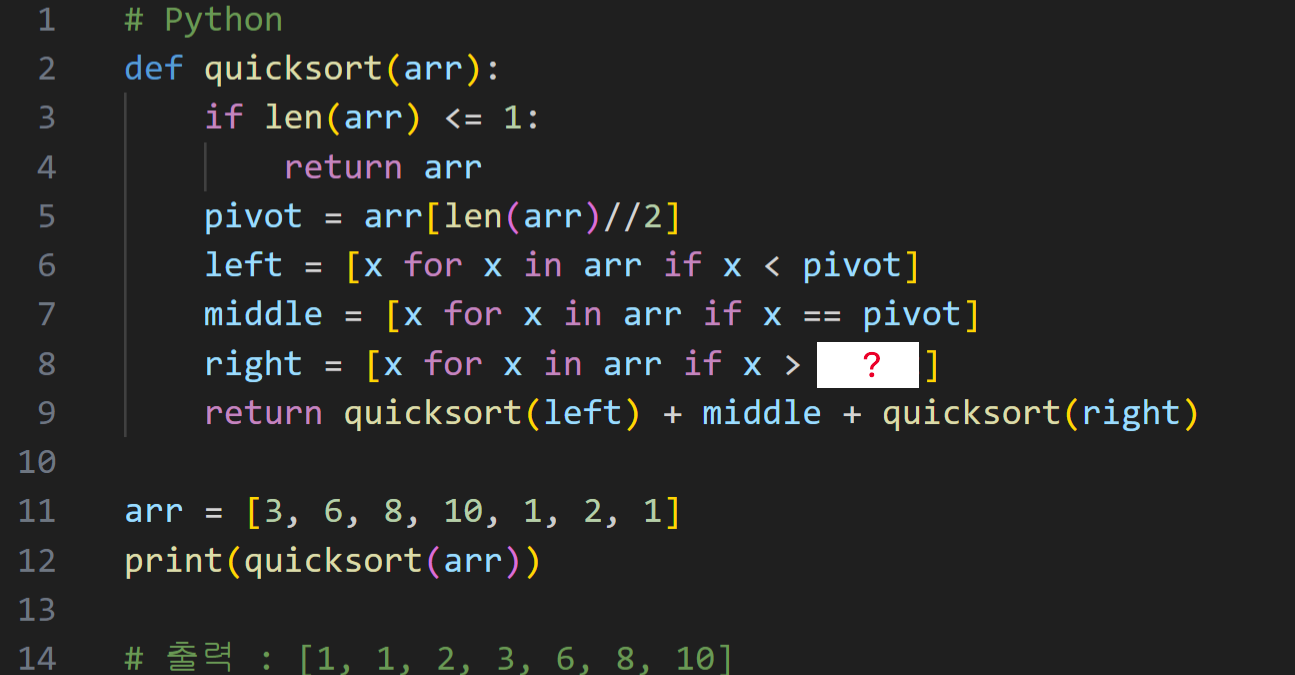 1 # Python
2 def quicksort(arr):
3     if len(arr) <= 1:
4         return arr
5     pivot = arr[len(arr)//2]
6     left = [x for x in arr if x < pivot]
7     middle = [x for x in arr if x == pivot]
8     right = [x for x in arr if x > ? ]
9     return quicksort(left) + middle + quicksort(right)
10
11 arr = [3, 6, 8, 10, 1, 2, 1]
12 print(quicksort(arr))
13
14 # 출력 : [1, 1, 2, 3, 6, 8, 10]